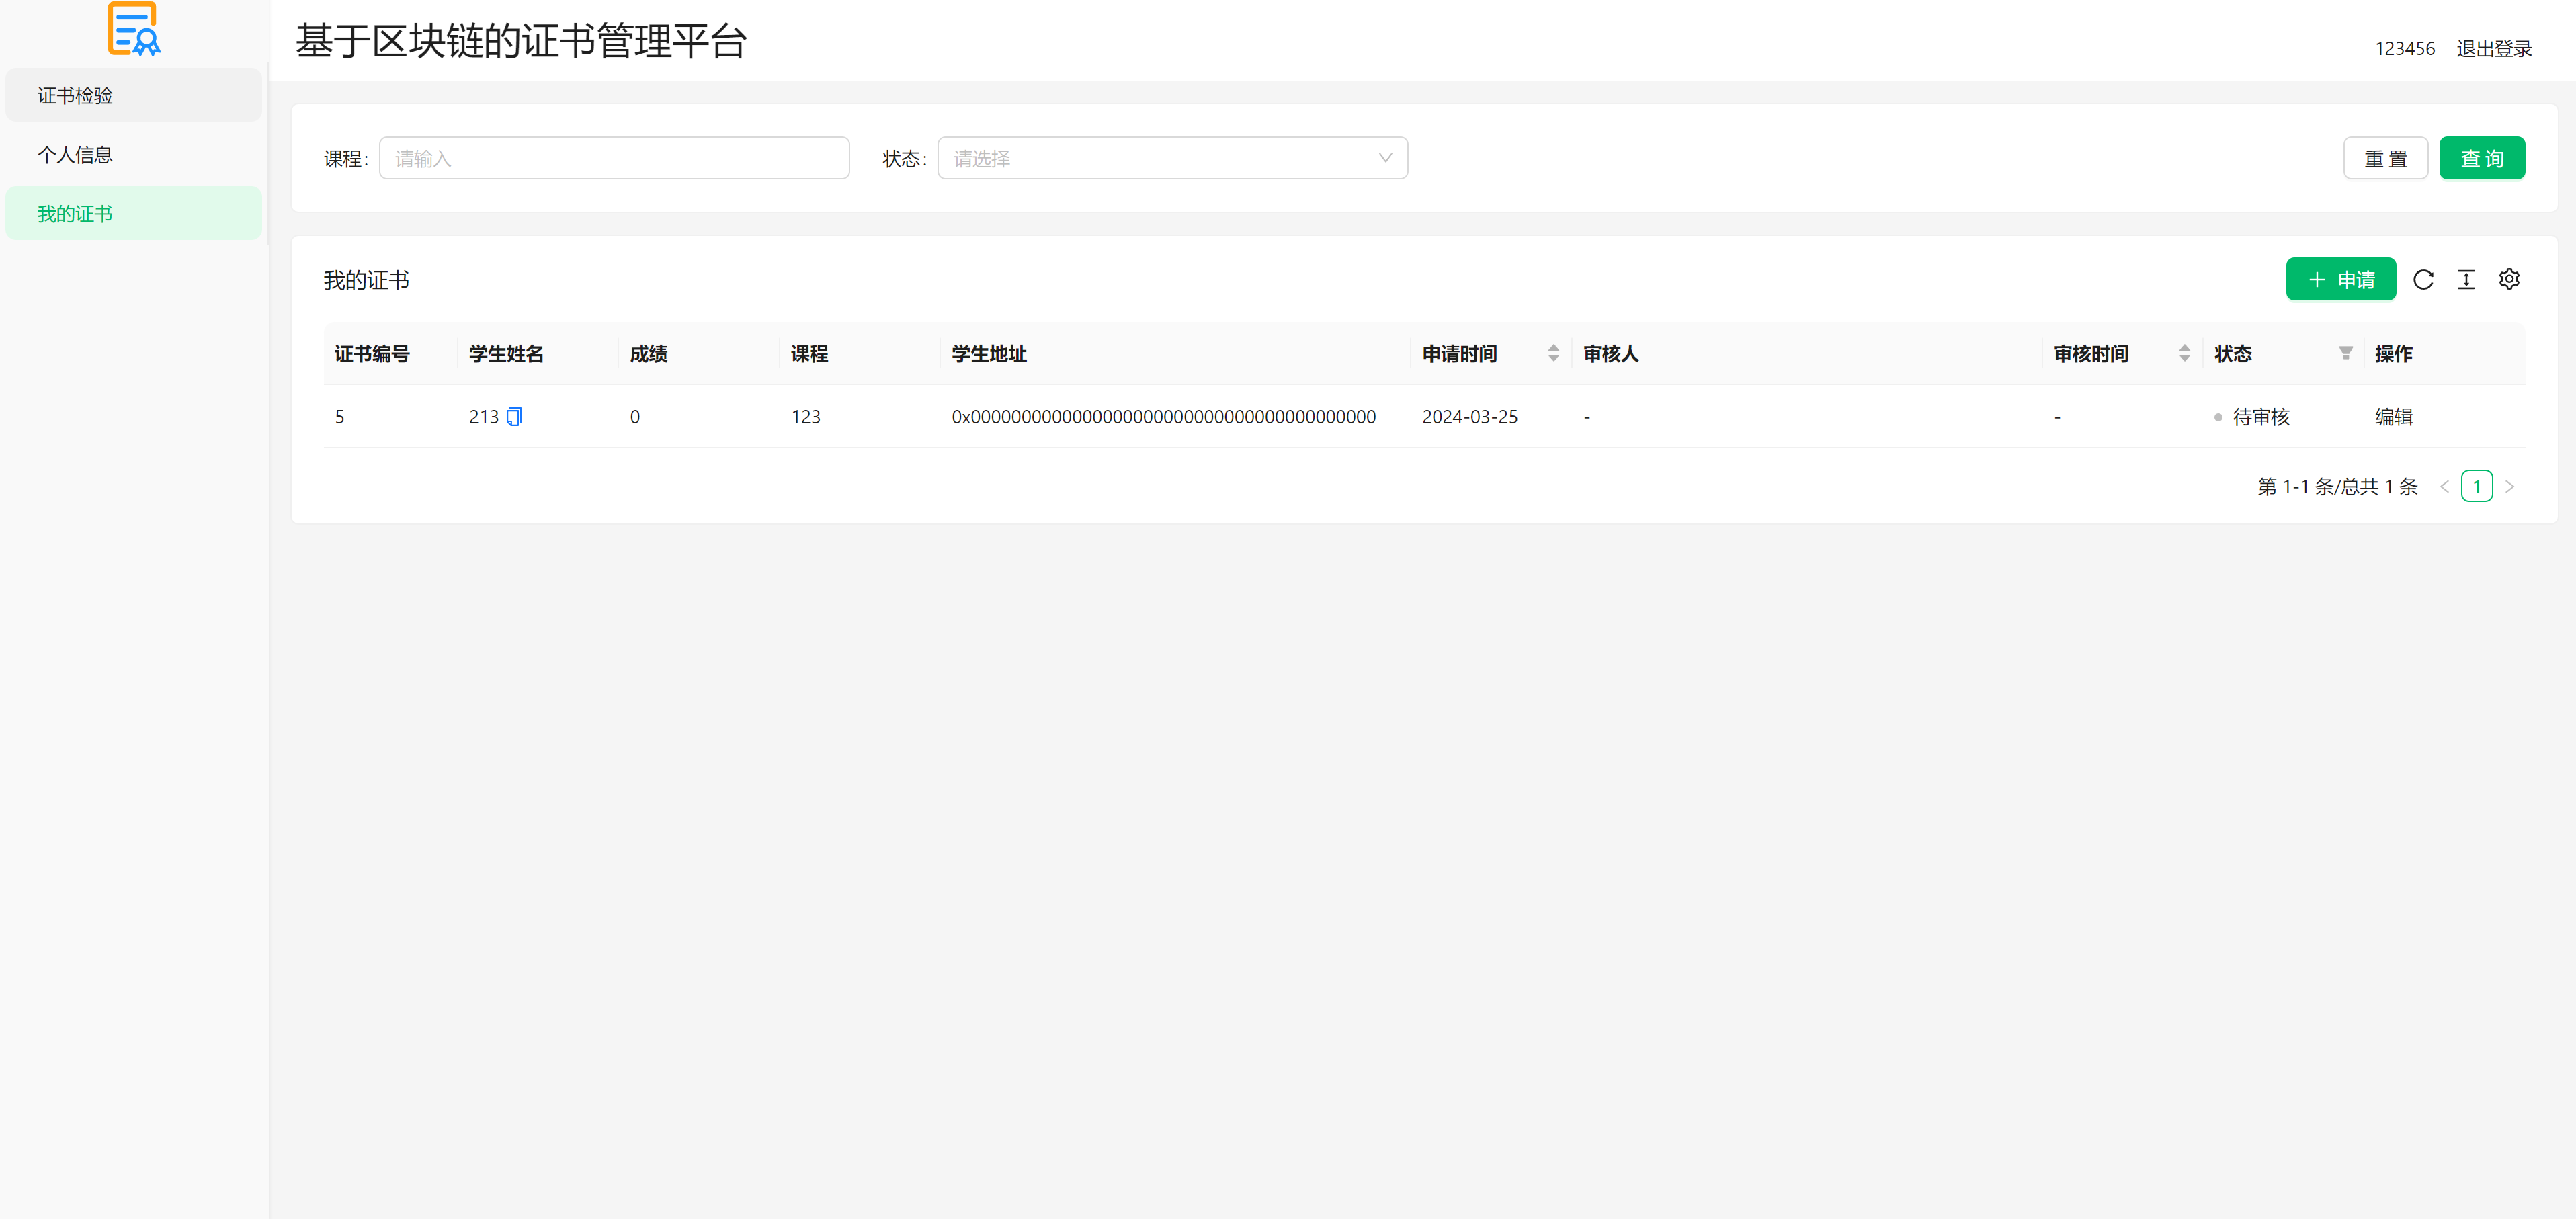 基于区块链的证书管理平台
123456 退出登录
证书检验
个人信息
我的证书
课程: 请输入 状态: 请选择 重置 查询
我的证书 申请
证书编号 学生姓名 成绩 课程 学生地址 申请时间 审核人 审核时间 状态 操作
5 213 0 123 0x0000000000000000000000000000000000000000 2024-03-25 - - 待审核 编辑
第 1-1 条/总共 1 条 < 1 >